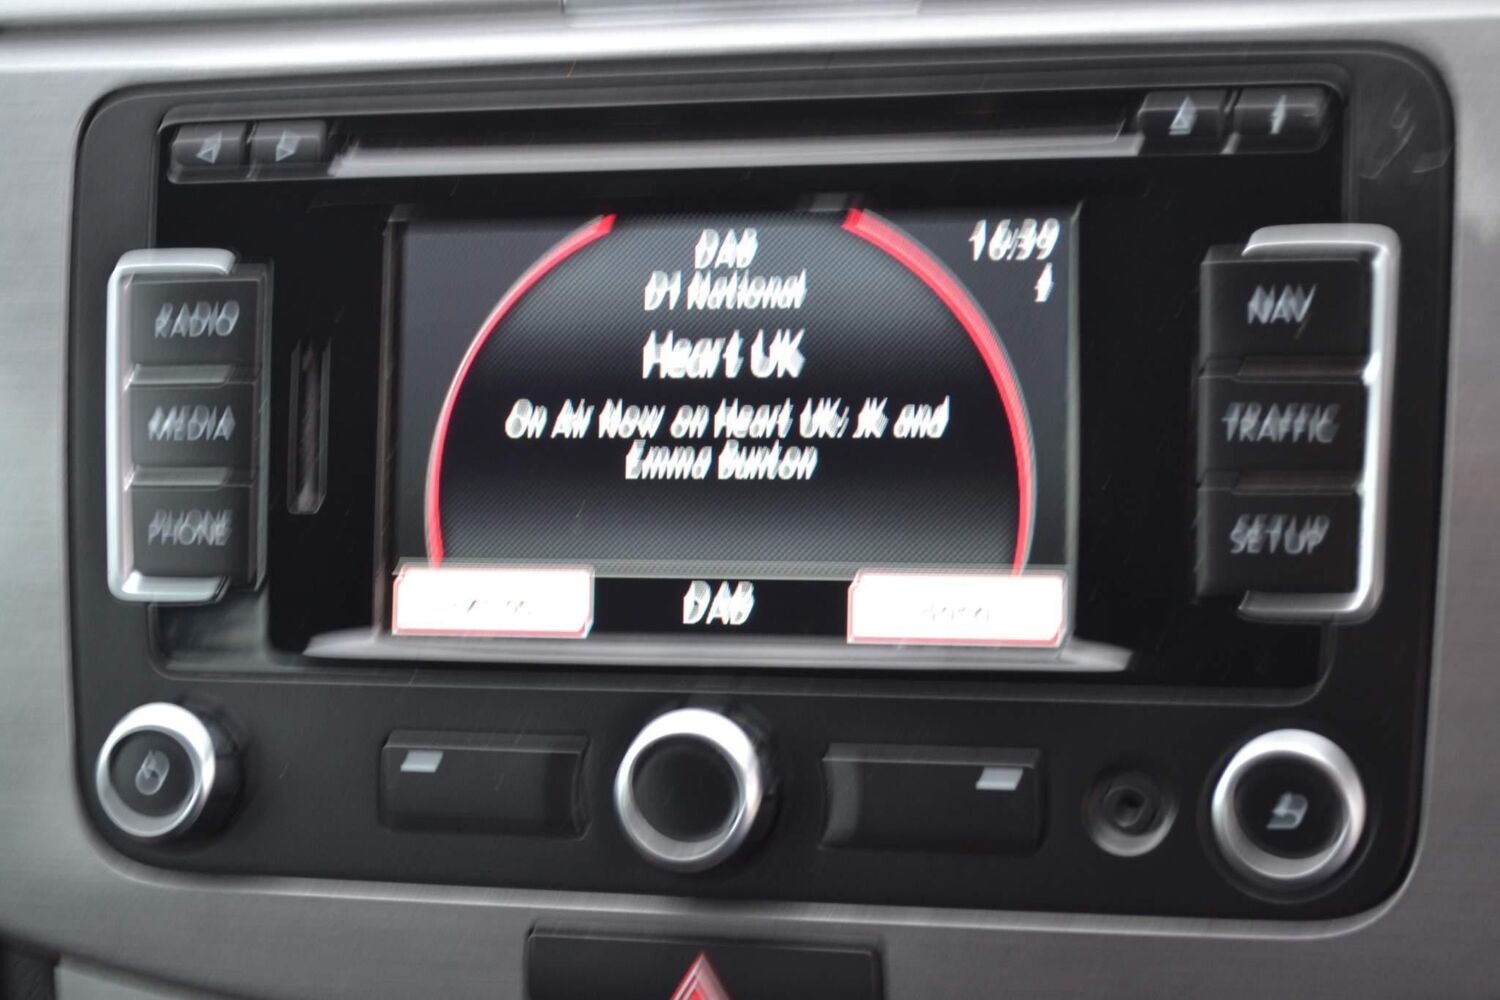 16:39
DAB
D1 National
Heart UK
On Air Now on Heart UK: JK and
Emma Bunton
DAB
RADIO
MEDIA
PHONE
NAV
TRAFFIC
SETUP